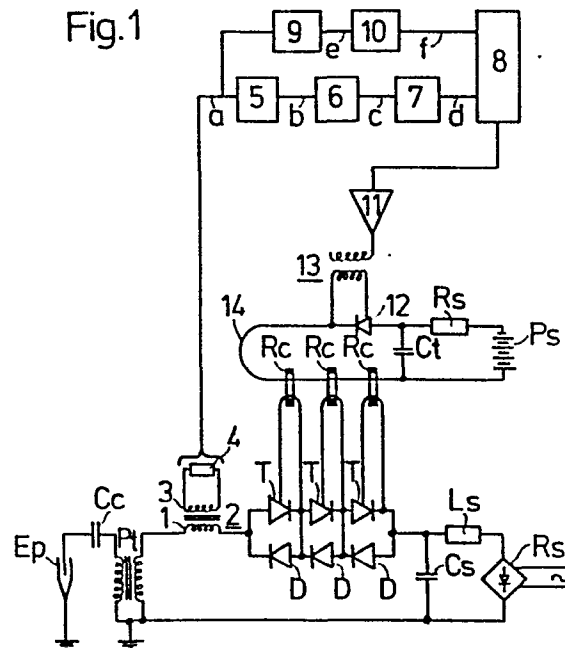 Fig.1
9 e 10 f
8
a 5 b 6 c 7 d
11
13
12 Rs
14 Ct Ps
Rc Rc Rc
4
3 T T T
Cc 1 2 Ls
Ep Pt Rs
D D D Cs